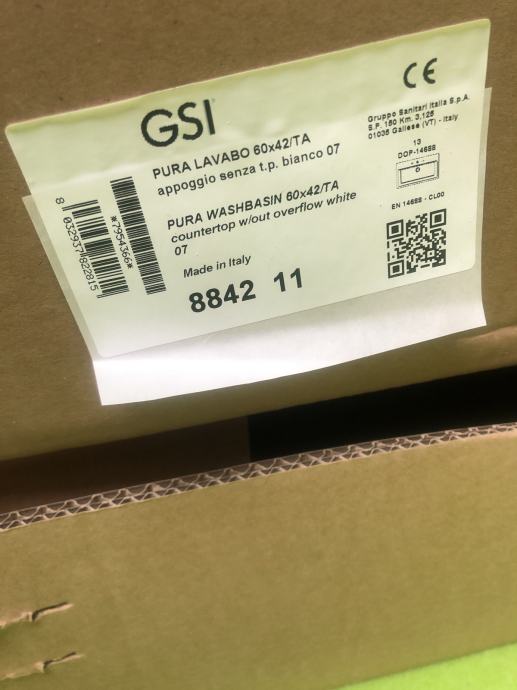 GSI
CE
Gruppo Sanitari Italia S.p.A.
S.P. 150 Km. 3,125
01035 Gallese (VT) - Italy
PURA LAVABO 60x42/TA
appoggio senza t.p. bianco 07
13
DOP-14688
PURA WASHBASIN 60x42/TA
countertop w/out overflow white
07
EN 14688 - CL00
Made in Italy
8842 11
8 032937 822815
*7954366*